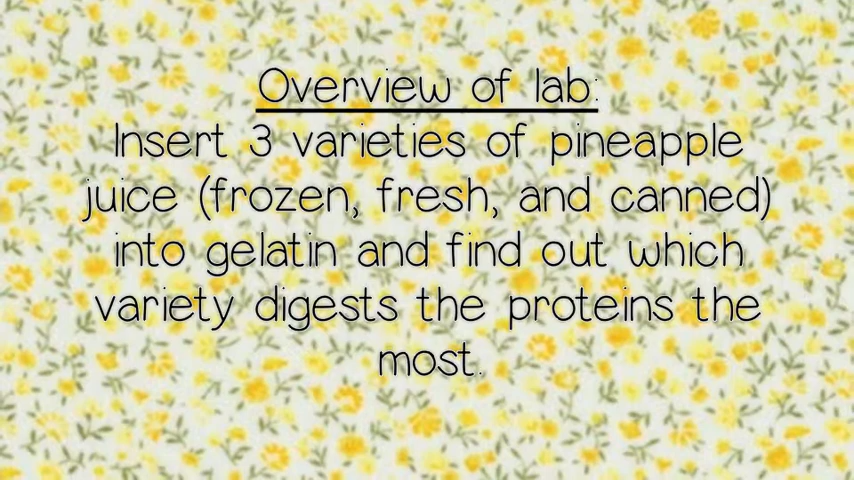 Overview of lab:
Insert 3 varieties of pineapple
juice (frozen, fresh, and canned)
into gelatin and find out which
variety digests the proteins the
most.